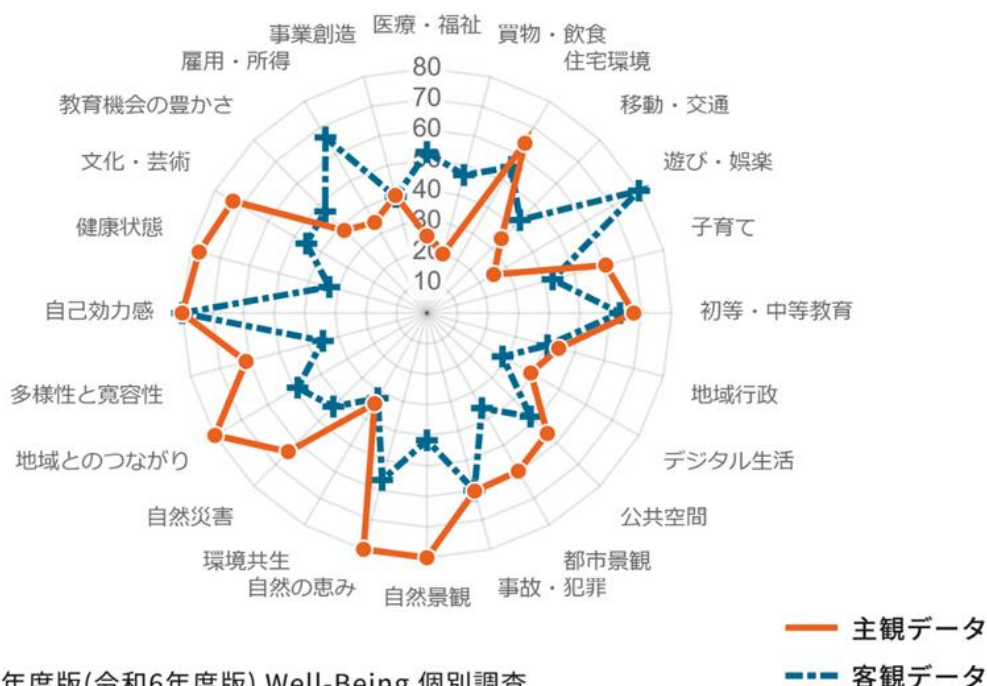 医療・福祉
買物・飲食
住宅環境
移動・交通
遊び・娯楽
子育て
初等・中等教育
地域行政
デジタル生活
公共空間
都市景観
事故・犯罪
自然景観
自然の恵み
環境共生
自然災害
地域とのつながり
多様性と寛容性
自己効力感
健康状態
文化・芸術
教育機会の豊かさ
雇用・所得
事業創造
80
70
60
40
30
20
10
主観データ
客観データ
年度版(令和6年度版) Well-Being 個別調査